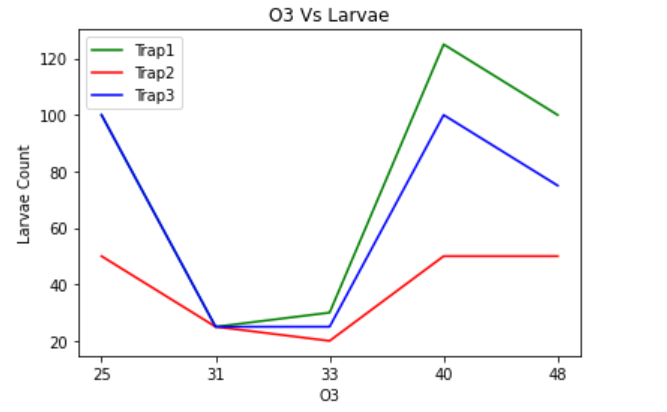 O3 Vs Larvae
Trap1
Trap2
Trap3
120
100
80
60
40
20
Larvae Count
25 31 33 40 48
O3